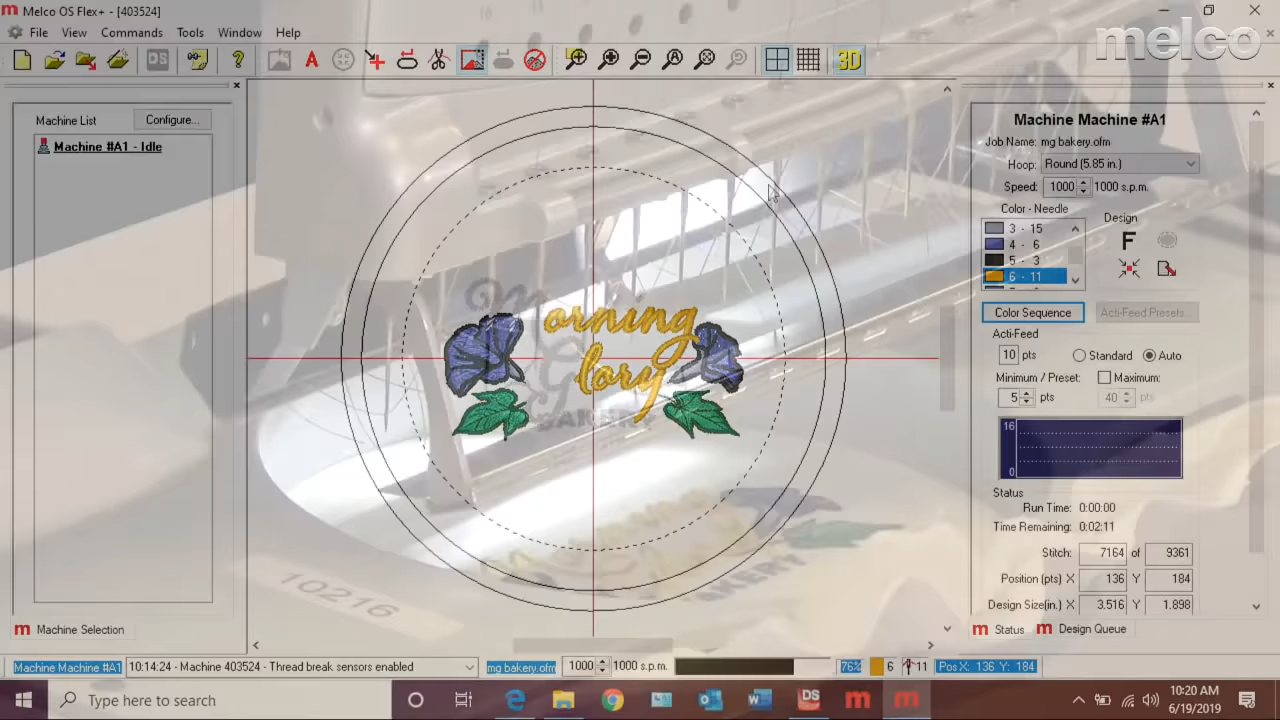 Melco OS Flex+ - [403524]
melco
File View Commands Tools Window Help
DS
A
?
3D
Machine List
Configure...
Machine #A1 - Idle
Machine Machine #A1
Job Name: mg bakery.ofm
Hoop: Round (5.85 in.)
Speed: 1000 1000 s.p.m.
Color - Needle
Design
3 - 15
4 - 6
5 - 3
6 - 11
F
Color Sequence
Acti-Feed Presets...
Acti-Feed
10 pts
Standard
Auto
Minimum / Preset:
Maximum:
5 pts
40 pts
16
0
Status
Run Time: 0:00:00
Time Remaining: 0:02:11
Stitch: 7164 of 9361
Position (pts) X 136 Y 184
Design Size(in.) X 3.516 Y 1.898
Morning
Glory
BAKERY
10216
Machine Selection
Status
Design Queue
Machine Machine #A1
10:14:24 - Machine 403524 - Thread break sensors enabled
mg bakery.ofm
1000 1000 s.p.m.
76%
6
11
Pos X: 136 Y: 184
Type here to search
DS
10:20 AM
6/19/2019